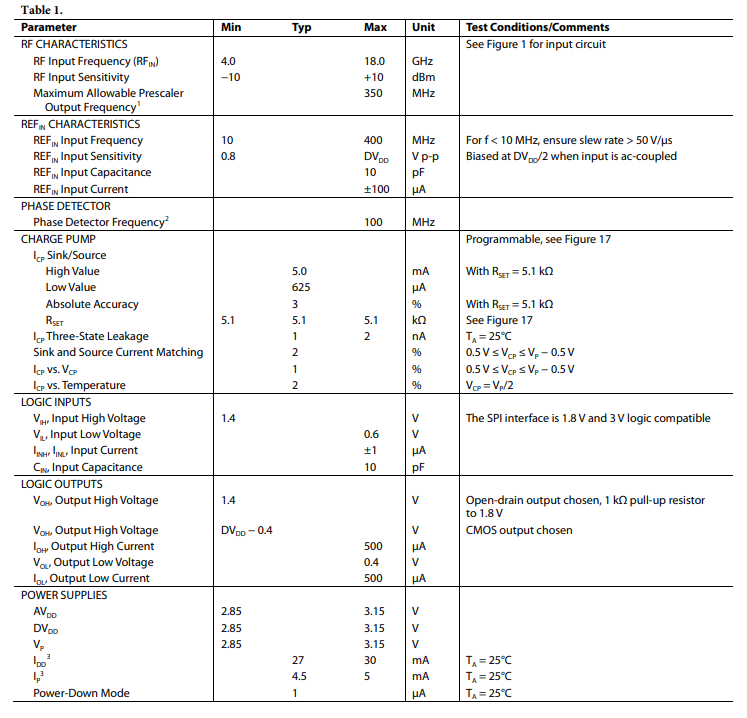 Table 1.
Parameter Min Typ Max Unit Test Conditions/Comments
RF CHARACTERISTICS See Figure 1 for input circuit
RF Input Frequency (RFIN) 4.0 18.0 GHz
RF Input Sensitivity −10 +10 dBm
Maximum Allowable Prescaler 350 MHz
Output Frequency1
REFIN CHARACTERISTICS
REFIN Input Frequency 10 400 MHz For f < 10 MHz, ensure slew rate > 50 V/μs
REFIN Input Sensitivity 0.8 DVDD V p-p Biased at DVDD/2 when input is ac-coupled
REFIN Input Capacitance 10 pF
REFIN Input Current ±100 μA
PHASE DETECTOR
Phase Detector Frequency2 100 MHz
CHARGE PUMP Programmable, see Figure 17
ICP Sink/Source
High Value 5.0 mA With RSET = 5.1 kΩ
Low Value 625 μA
Absolute Accuracy 3 % With RSET = 5.1 kΩ
RSET 5.1 5.1 5.1 kΩ See Figure 17
ICP Three-State Leakage 1 2 nA TA = 25°C
Sink and Source Current Matching 2 % 0.5 V ≤ VCP ≤ VP − 0.5 V
ICP vs. VCP 1 % 0.5 V ≤ VCP ≤ VP − 0.5 V
ICP vs. Temperature 2 % VCP = VP/2
LOGIC INPUTS
VIH, Input High Voltage 1.4 V The SPI interface is 1.8 V and 3 V logic compatible
VIL, Input Low Voltage 0.6 V
IINH, IINL, Input Current ±1 μA
CIN, Input Capacitance 10 pF
LOGIC OUTPUTS
VOH, Output High Voltage 1.4 V Open-drain output chosen, 1 kΩ pull-up resistor
to 1.8 V
VOH, Output High Voltage DVDD − 0.4 V CMOS output chosen
IOH, Output High Current 500 μA
VOL, Output Low Voltage 0.4 V
IOL, Output Low Current 500 μA
POWER SUPPLIES
AVDD 2.85 3.15 V
DVDD 2.85 3.15 V
VP 2.85 3.15 V
IDD3 27 30 mA TA = 25°C
IP3 4.5 5 mA TA = 25°C
Power-Down Mode 1 μA TA = 25°C